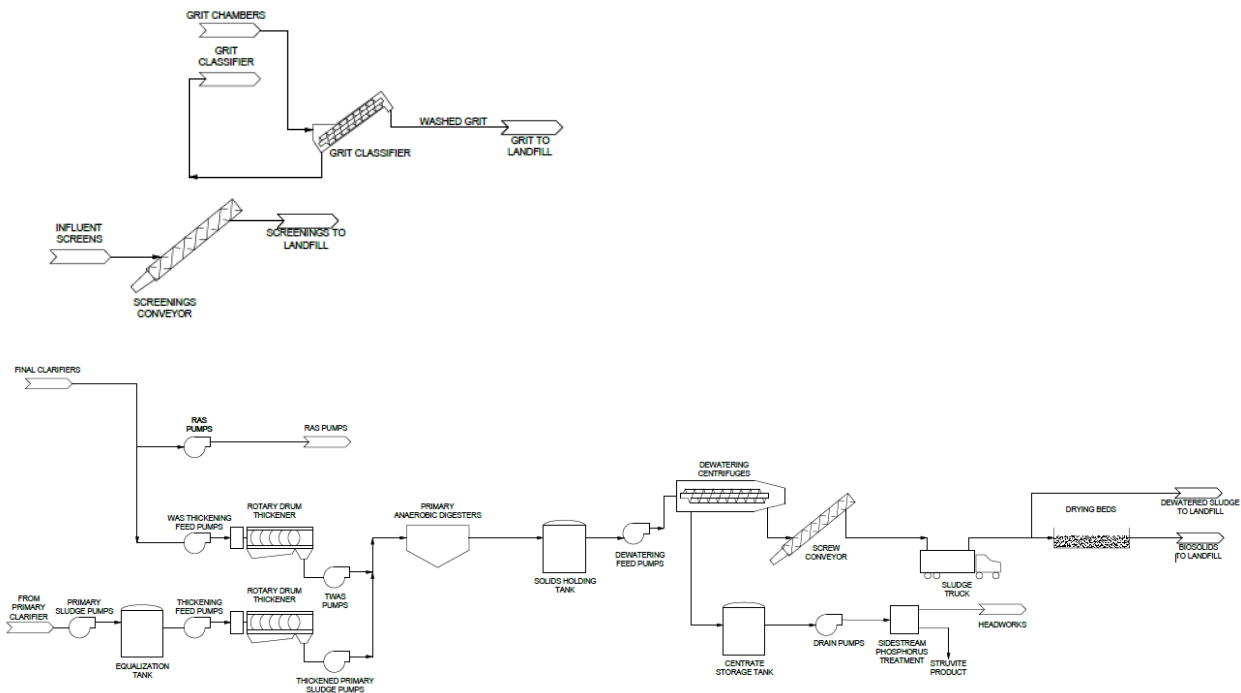 GRIT CHAMBERS
GRIT
CLASSIFIER
WASHED GRIT
GRIT TO
LANDFILL
GRIT CLASSIFIER
INFLUENT
SCREENS
SCREENINGS TO
LANDFILL
SCREENINGS
CONVEYOR
FINAL CLARIFIERS
RAS
PUMPS
RAS PUMPS
WAS THICKENING
FEED PUMPS
ROTARY DRUM
THICKENER
TWAS
PUMPS
PRIMARY
ANAEROBIC DIGESTERS
SOLIDS HOLDING
TANK
DEWATERING
FEED PUMPS
DEWATERING
CENTRIFUGES
SCREW
CONVEYOR
SLUDGE
TRUCK
DRYING BEDS
DEWATERED SLUDGE
TO LANDFILL
BIOSOLIDS
TO LANDFILL
FROM
PRIMARY
CLARIFIER
PRIMARY
SLUDGE PUMPS
EQUALIZATION
TANK
THICKENING
FEED PUMPS
ROTARY DRUM
THICKENER
THICKENED PRIMARY
SLUDGE PUMPS
CENTRATE
STORAGE TANK
DRAIN PUMPS
SIDESTREAM
PHOSPHORUS
TREATMENT
HEADWORKS
STRUVITE
PRODUCT